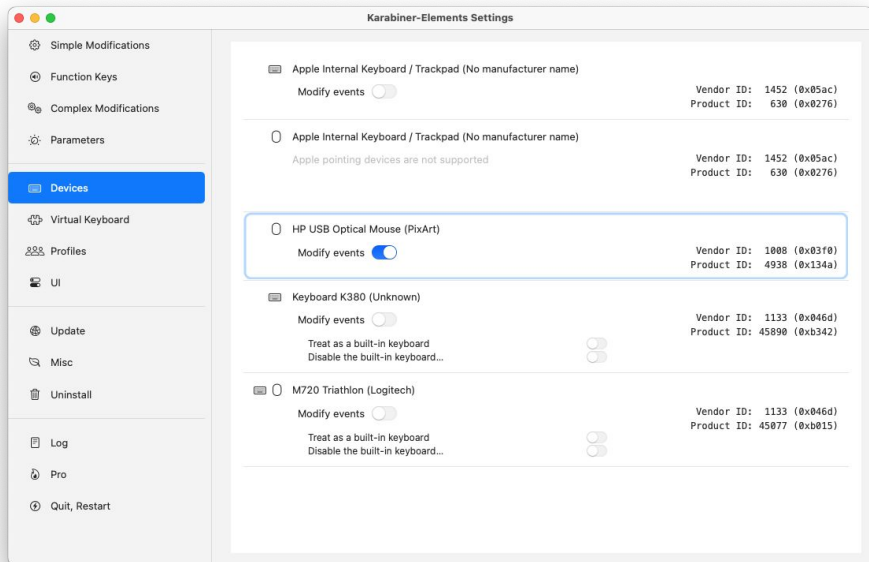 Karabiner-Elements Settings
Simple Modifications
Function Keys
Complex Modifications
Parameters
Devices
Virtual Keyboard
Profiles
UI
Update
Misc
Uninstall
Log
Pro
Quit, Restart
Apple Internal Keyboard / Trackpad (No manufacturer name)
Modify events
Vendor ID: 1452 (0x05ac)
Product ID: 630 (0x0276)
Apple Internal Keyboard / Trackpad (No manufacturer name)
Apple pointing devices are not supported
Vendor ID: 1452 (0x05ac)
Product ID: 630 (0x0276)
HP USB Optical Mouse (PixArt)
Modify events
Vendor ID: 1008 (0x03f0)
Product ID: 4938 (0x134a)
Keyboard K380 (Unknown)
Modify events
Vendor ID: 1133 (0x046d)
Product ID: 45890 (0xb342)
Treat as a built-in keyboard
Disable the built-in keyboard...
M720 Triathlon (Logitech)
Modify events
Vendor ID: 1133 (0x046d)
Product ID: 45077 (0xb015)
Treat as a built-in keyboard
Disable the built-in keyboard...